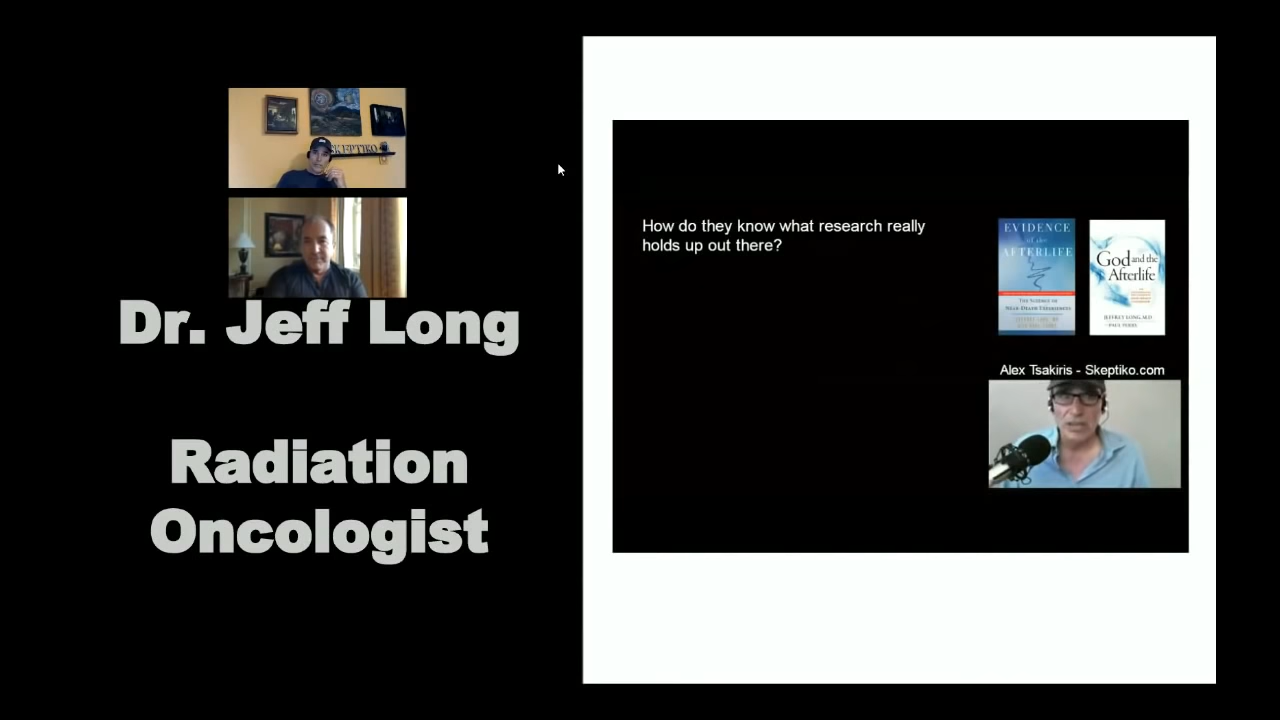 SKEPTIKO
Dr. Jeff Long
Radiation
Oncologist
How do they know what research really
holds up out there?
EVIDENCE
of the
AFTERLIFE
THE SCIENCE OF
NEAR-DEATH EXPERIENCES
God and the
Afterlife
JEFFREY LONG, MD
PAUL PERRY
Alex Tsakiris - Skeptiko.com